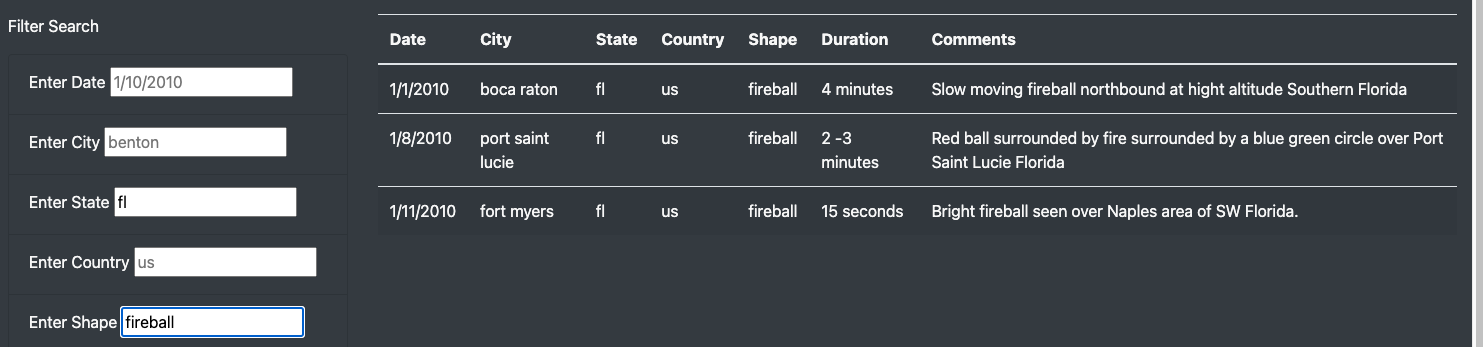 Filter Search
Enter Date 1/10/2010
Enter City benton
Enter State fl
Enter Country us
Enter Shape fireball
Date City State Country Shape Duration Comments
1/1/2010 boca raton fl us fireball 4 minutes Slow moving fireball northbound at hight altitude Southern Florida
1/8/2010 port saint fl us fireball 2 -3 Red ball surrounded by fire surrounded by a blue green circle over Port
lucie minutes Saint Lucie Florida
1/11/2010 fort myers fl us fireball 15 seconds Bright fireball seen over Naples area of SW Florida.